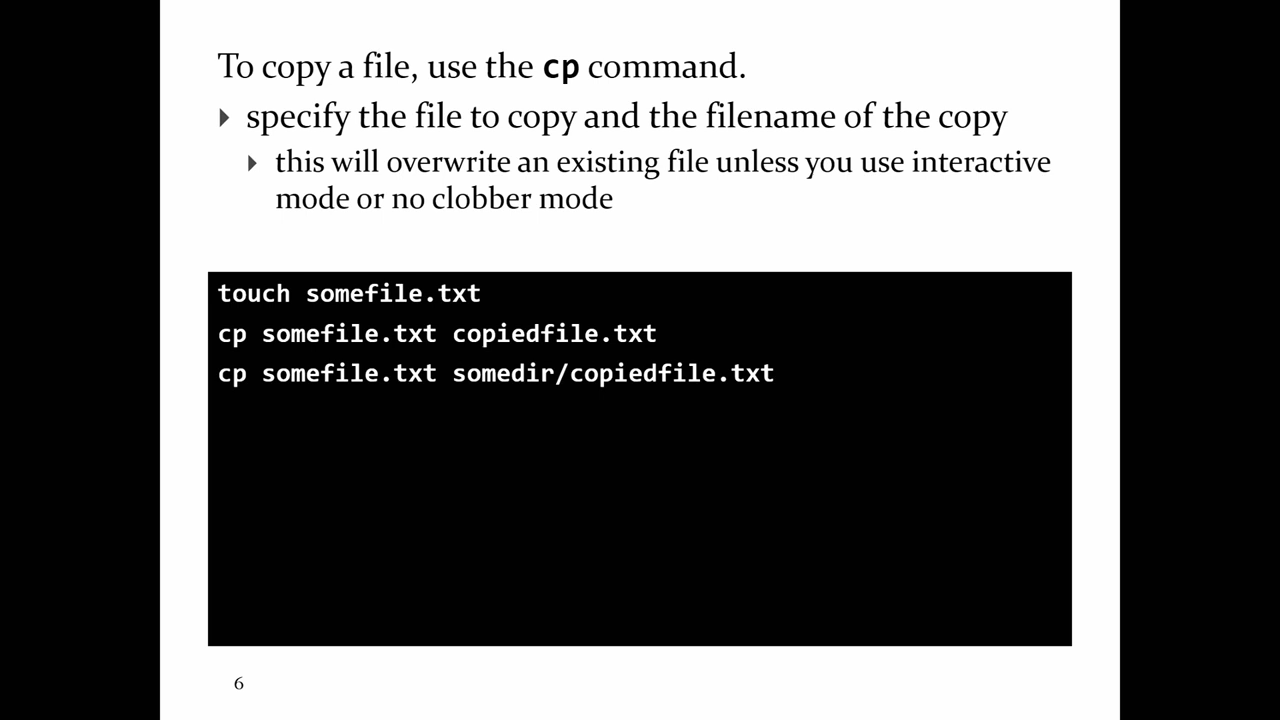 To copy a file, use the cp command.
specify the file to copy and the filename of the copy
this will overwrite an existing file unless you use interactive
mode or no clobber mode
touch somefile.txt
cp somefile.txt copiedfile.txt
cp somefile.txt somedir/copiedfile.txt
6